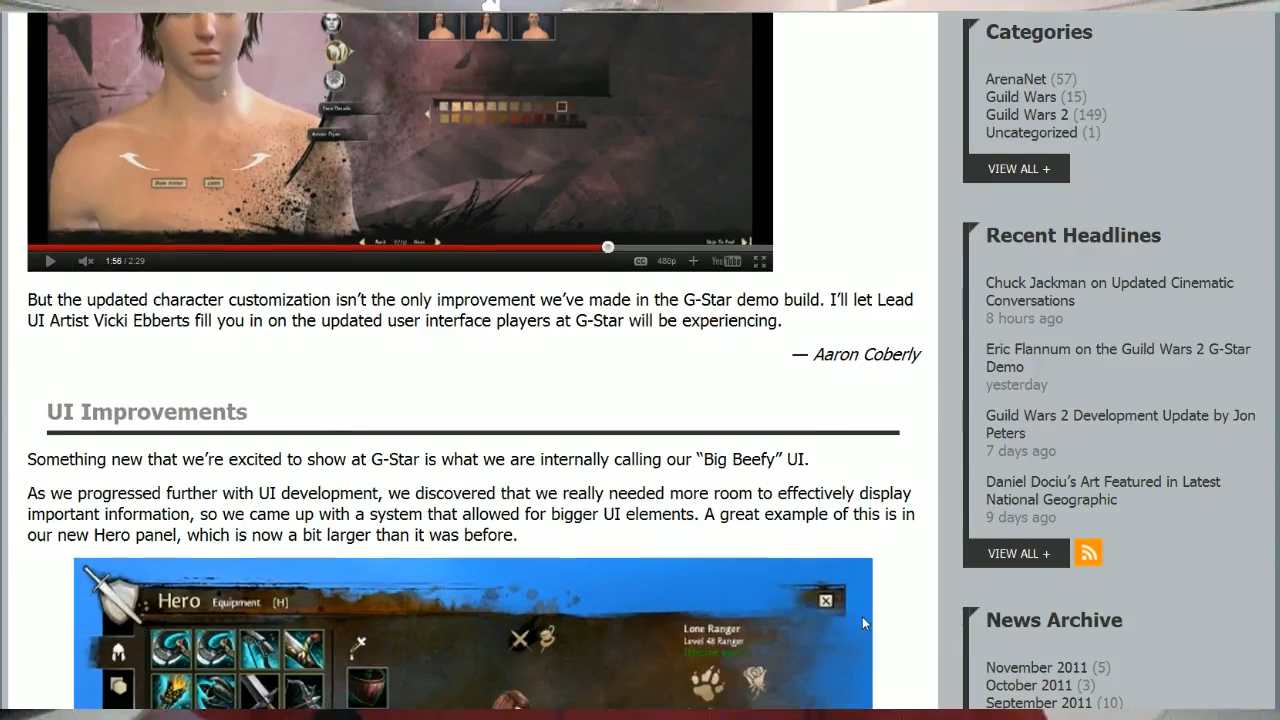 1:56 / 2:29
CC
480p
YouTube
But the updated character customization isn't the only improvement we've made in the G-Star demo build. I'll let Lead
UI Artist Vicki Ebberts fill you in on the updated user interface players at G-Star will be experiencing.
— Aaron Coberly
UI Improvements
Something new that we're excited to show at G-Star is what we are internally calling our “Big Beefy” UI.
As we progressed further with UI development, we discovered that we really needed more room to effectively display
important information, so we came up with a system that allowed for bigger UI elements. A great example of this is in
our new Hero panel, which is now a bit larger than it was before.
Hero Equipment [H]
Lone Ranger
Level 48 Ranger
Categories
ArenaNet (57)
Guild Wars (15)
Guild Wars 2 (149)
Uncategorized (1)
VIEW ALL +
Recent Headlines
Chuck Jackman on Updated Cinematic
Conversations
8 hours ago
Eric Flannum on the Guild Wars 2 G-Star
Demo
yesterday
Guild Wars 2 Development Update by Jon
Peters
7 days ago
Daniel Dociu's Art Featured in Latest
National Geographic
9 days ago
VIEW ALL +
News Archive
November 2011 (5)
October 2011 (3)
September 2011 (10)